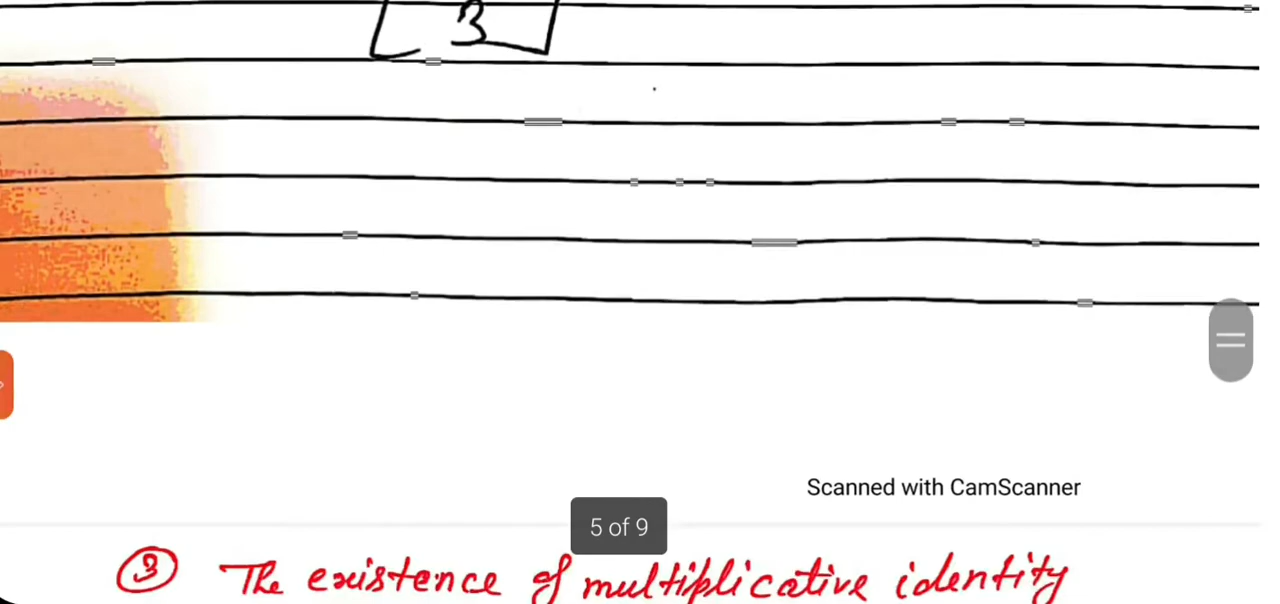 3
Scanned with CamScanner
5 of 9
③ The existence of multiplicative identity